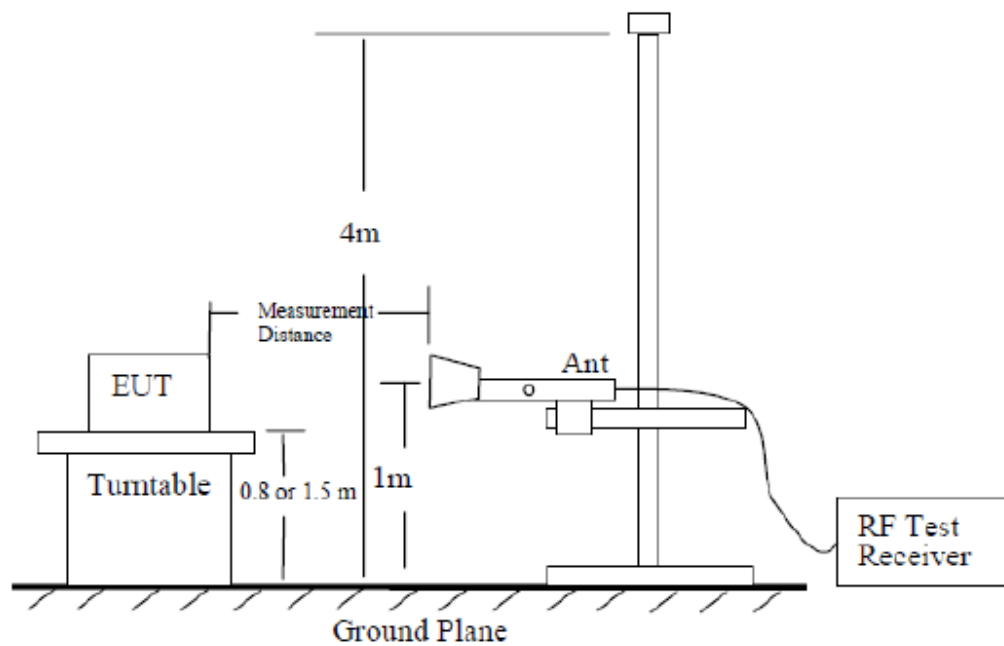 4m
Measurement
Distance
Ant
EUT
Turntable
0.8 or 1.5 m
1m
RF Test
Receiver
Ground Plane